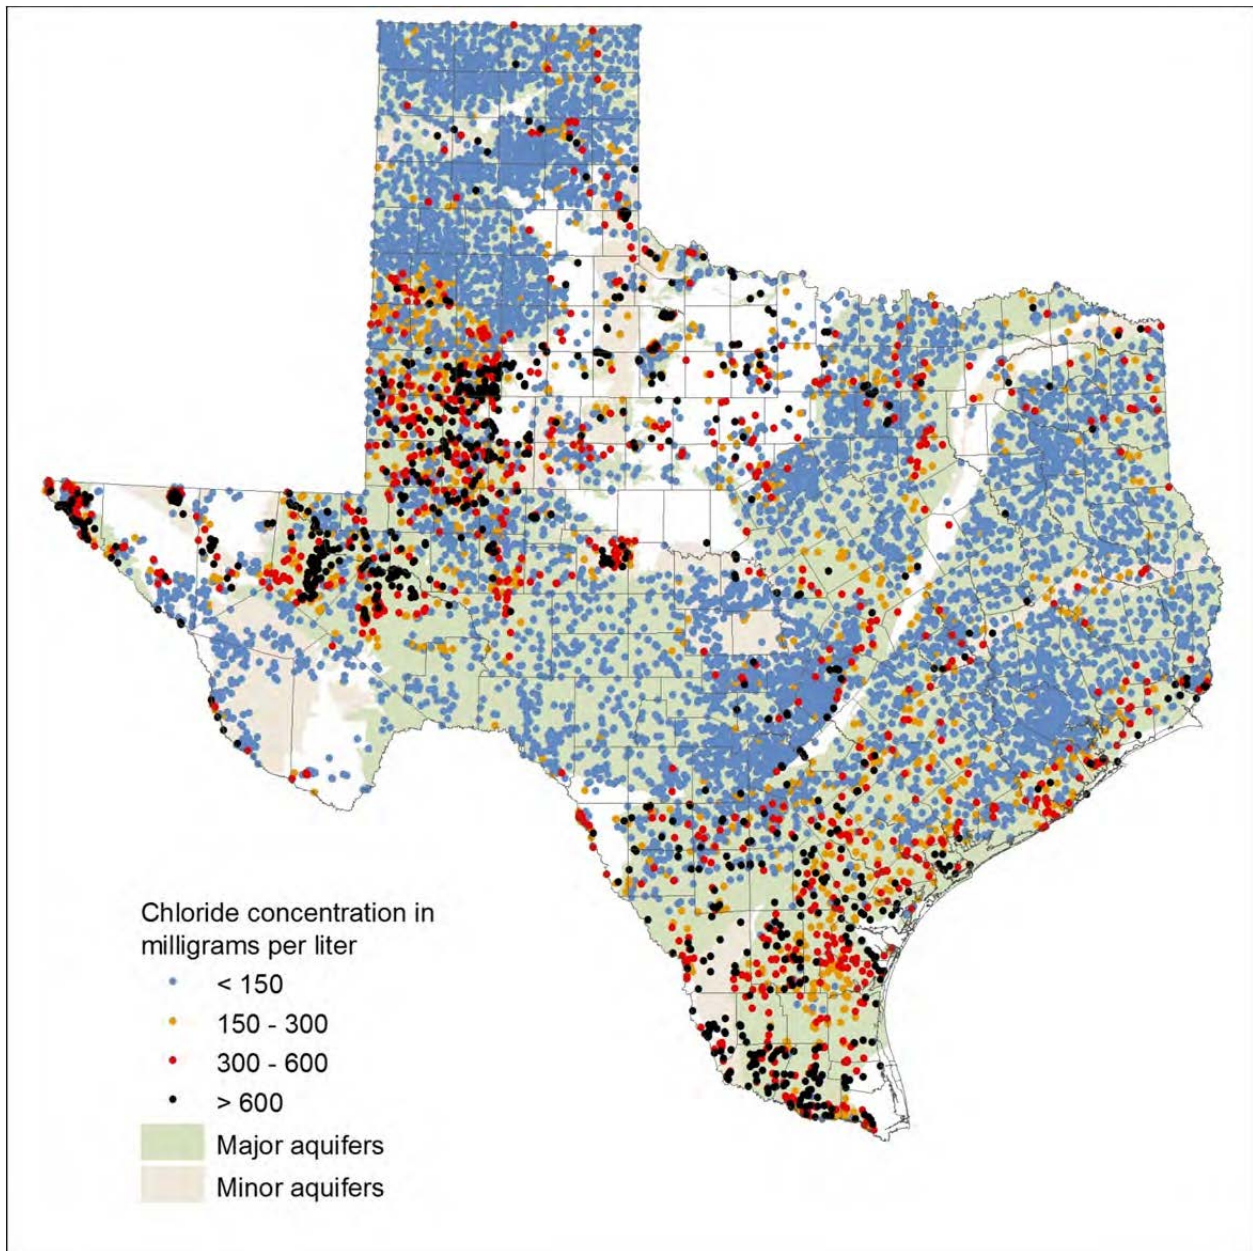 Chloride concentration in
milligrams per liter
< 150
150 - 300
300 - 600
> 600
Major aquifers
Minor aquifers